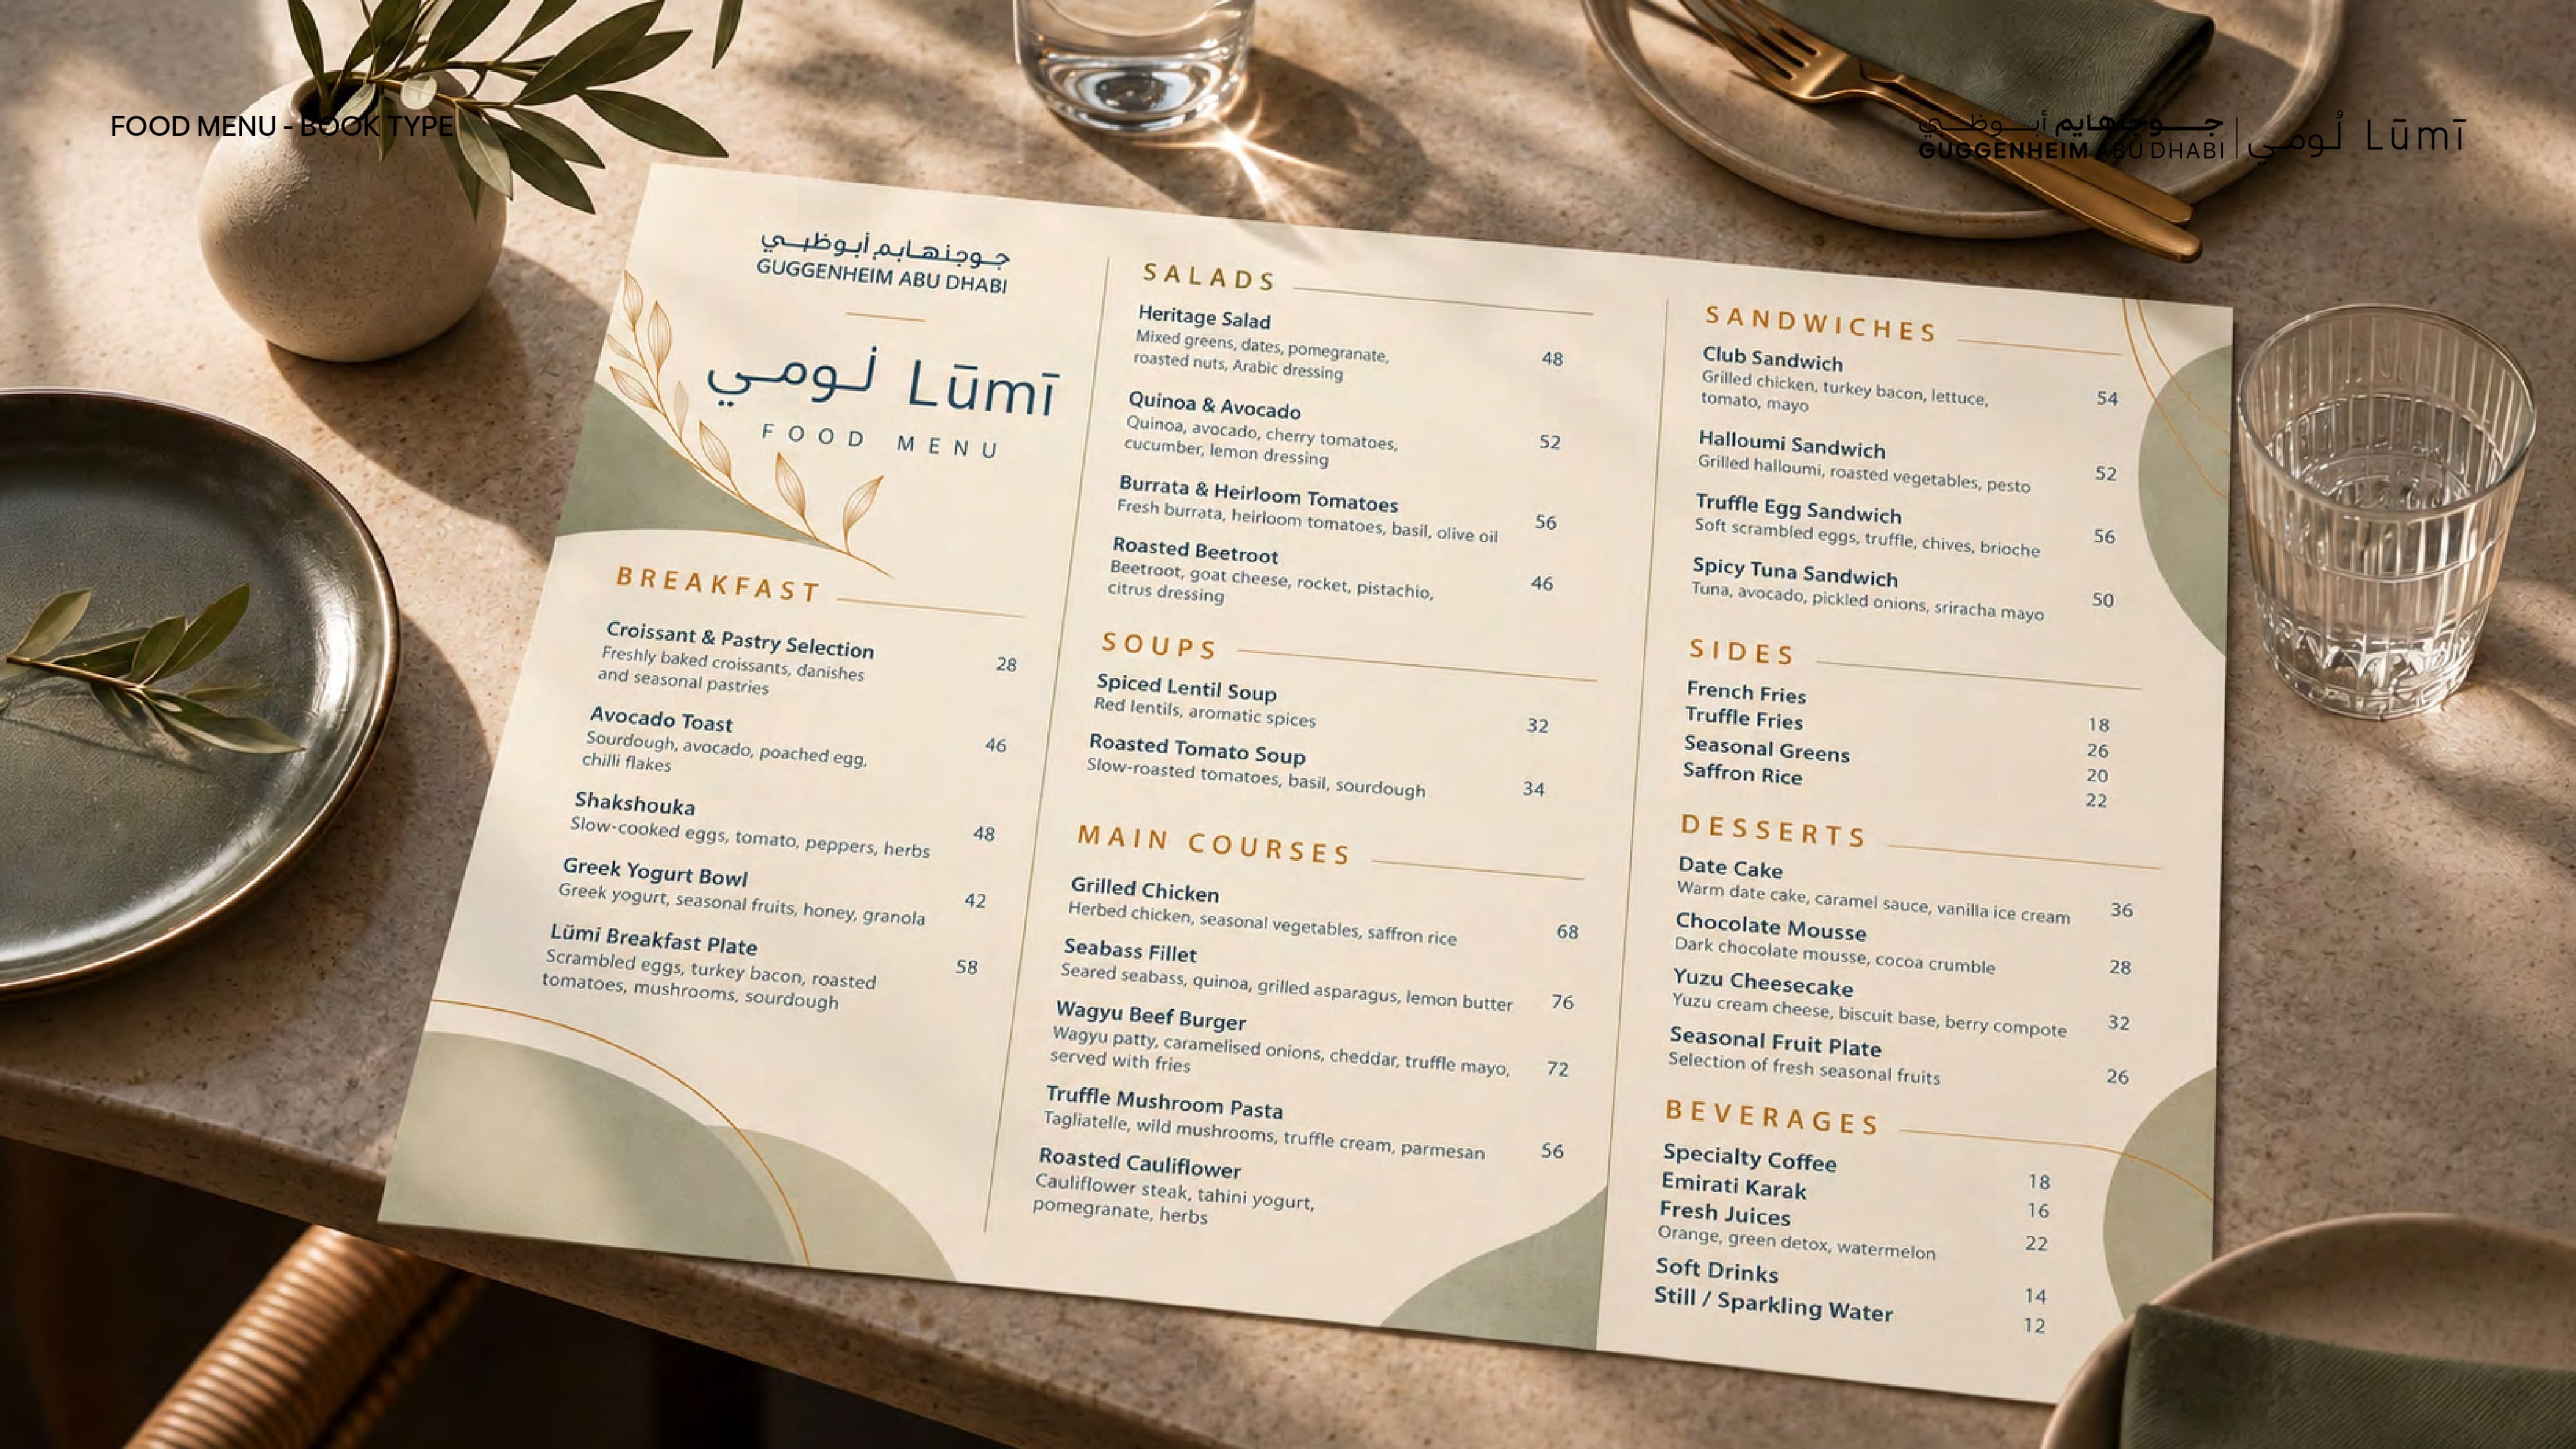 FOOD MENU - BOOK TYPE
جوجنهايم أبوظبي
GUGGENHEIM ABU DHABI
لُومي Lūmī
جوجنهايم أبوظبي
GUGGENHEIM ABU DHABI
لومي Lūmī
FOOD MENU
BREAKFAST
Croissant & Pastry Selection
Freshly baked croissants, danishes 28
and seasonal pastries
Avocado Toast
Sourdough, avocado, poached egg, 46
chilli flakes
Shakshouka
Slow-cooked eggs, tomato, peppers, herbs 48
Greek Yogurt Bowl
Greek yogurt, seasonal fruits, honey, granola 42
Lūmi Breakfast Plate
Scrambled eggs, turkey bacon, roasted 58
tomatoes, mushrooms, sourdough
SALADS
Heritage Salad
Mixed greens, dates, pomegranate, 48
roasted nuts, Arabic dressing
Quinoa & Avocado
Quinoa, avocado, cherry tomatoes, 52
cucumber, lemon dressing
Burrata & Heirloom Tomatoes
Fresh burrata, heirloom tomatoes, basil, olive oil 56
Roasted Beetroot
Beetroot, goat cheese, rocket, pistachio, 46
citrus dressing
SOUPS
Spiced Lentil Soup
Red lentils, aromatic spices 32
Roasted Tomato Soup
Slow-roasted tomatoes, basil, sourdough 34
MAIN COURSES
Grilled Chicken
Herbed chicken, seasonal vegetables, saffron rice 68
Seabass Fillet
Seared seabass, quinoa, grilled asparagus, lemon butter 76
Wagyu Beef Burger
Wagyu patty, caramelised onions, cheddar, truffle mayo, 72
served with fries
Truffle Mushroom Pasta
Tagliatelle, wild mushrooms, truffle cream, parmesan 56
Roasted Cauliflower
Cauliflower steak, tahini yogurt,
pomegranate, herbs
SANDWICHES
Club Sandwich
Grilled chicken, turkey bacon, lettuce, 54
tomato, mayo
Halloumi Sandwich
Grilled halloumi, roasted vegetables, pesto 52
Truffle Egg Sandwich
Soft scrambled eggs, truffle, chives, brioche 56
Spicy Tuna Sandwich
Tuna, avocado, pickled onions, sriracha mayo 50
SIDES
French Fries 18
Truffle Fries 26
Seasonal Greens 20
Saffron Rice 22
DESSERTS
Date Cake
Warm date cake, caramel sauce, vanilla ice cream 36
Chocolate Mousse
Dark chocolate mousse, cocoa crumble 28
Yuzu Cheesecake
Yuzu cream cheese, biscuit base, berry compote 32
Seasonal Fruit Plate
Selection of fresh seasonal fruits 26
BEVERAGES
Specialty Coffee 18
Emirati Karak 16
Fresh Juices
Orange, green detox, watermelon 22
Soft Drinks 14
Still / Sparkling Water 12